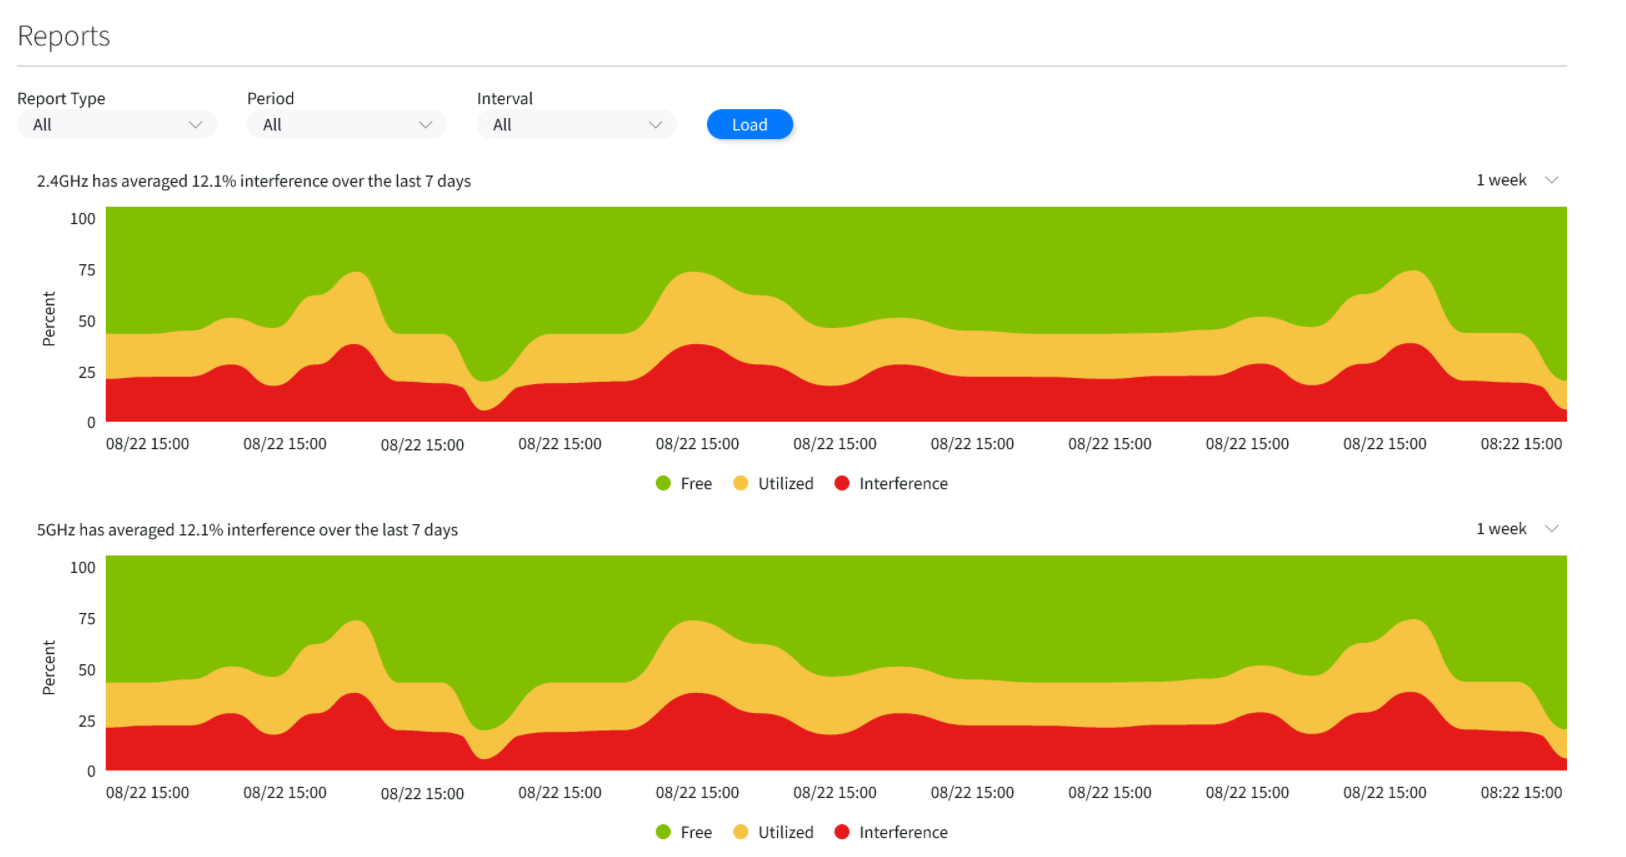 Reports
Report Type Period Interval
All All All Load
2.4GHz has averaged 12.1% interference over the last 7 days 1 week
100
75
50
25
0
Percent
08/22 15:00 08/22 15:00 08/22 15:00 08/22 15:00 08/22 15:00 08/22 15:00 08/22 15:00 08/22 15:00 08/22 15:00 08/22 15:00 08:22 15:00
Free Utilized Interference
5GHz has averaged 12.1% interference over the last 7 days 1 week
100
75
50
25
0
Percent
08/22 15:00 08/22 15:00 08/22 15:00 08/22 15:00 08/22 15:00 08/22 15:00 08/22 15:00 08/22 15:00 08/22 15:00 08/22 15:00 08:22 15:00
Free Utilized Interference